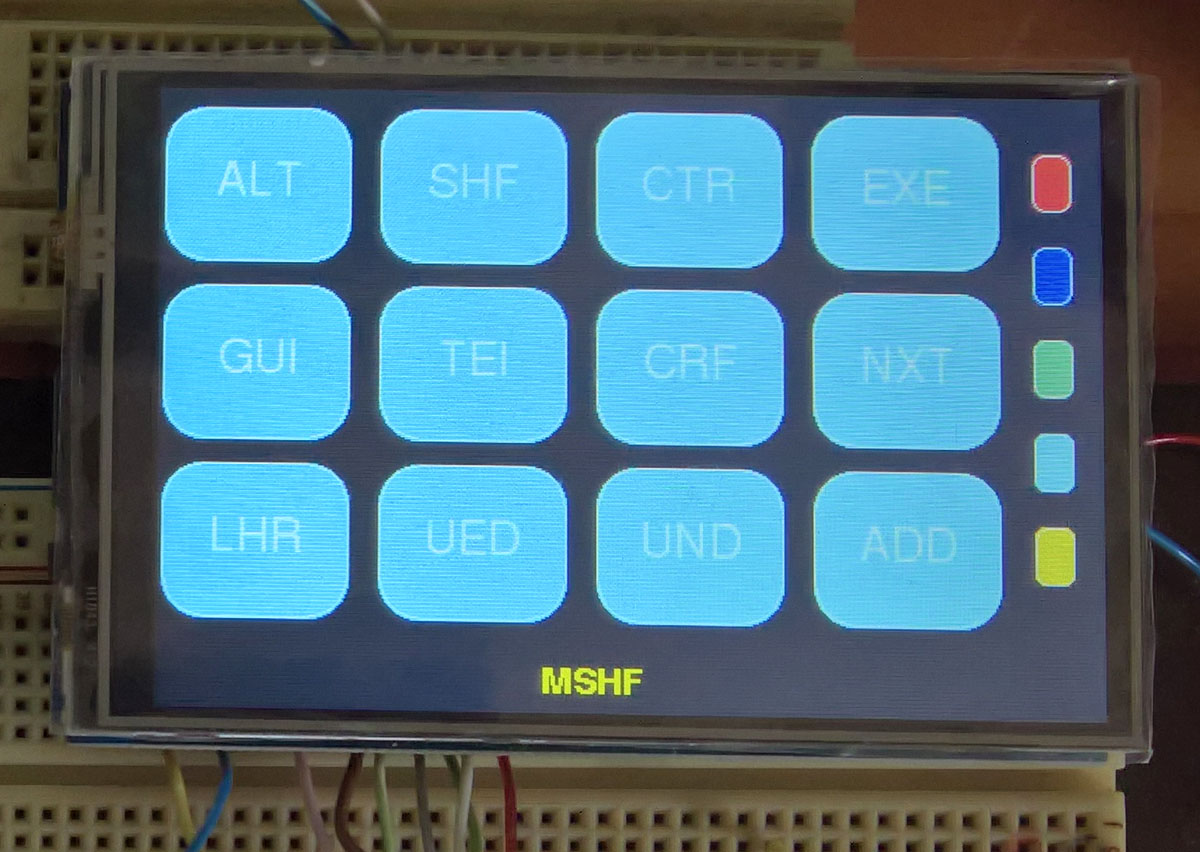 ALT SHF CTR EXE
GUI TEI CRF NXT
LHR UED UND ADD
MSHF